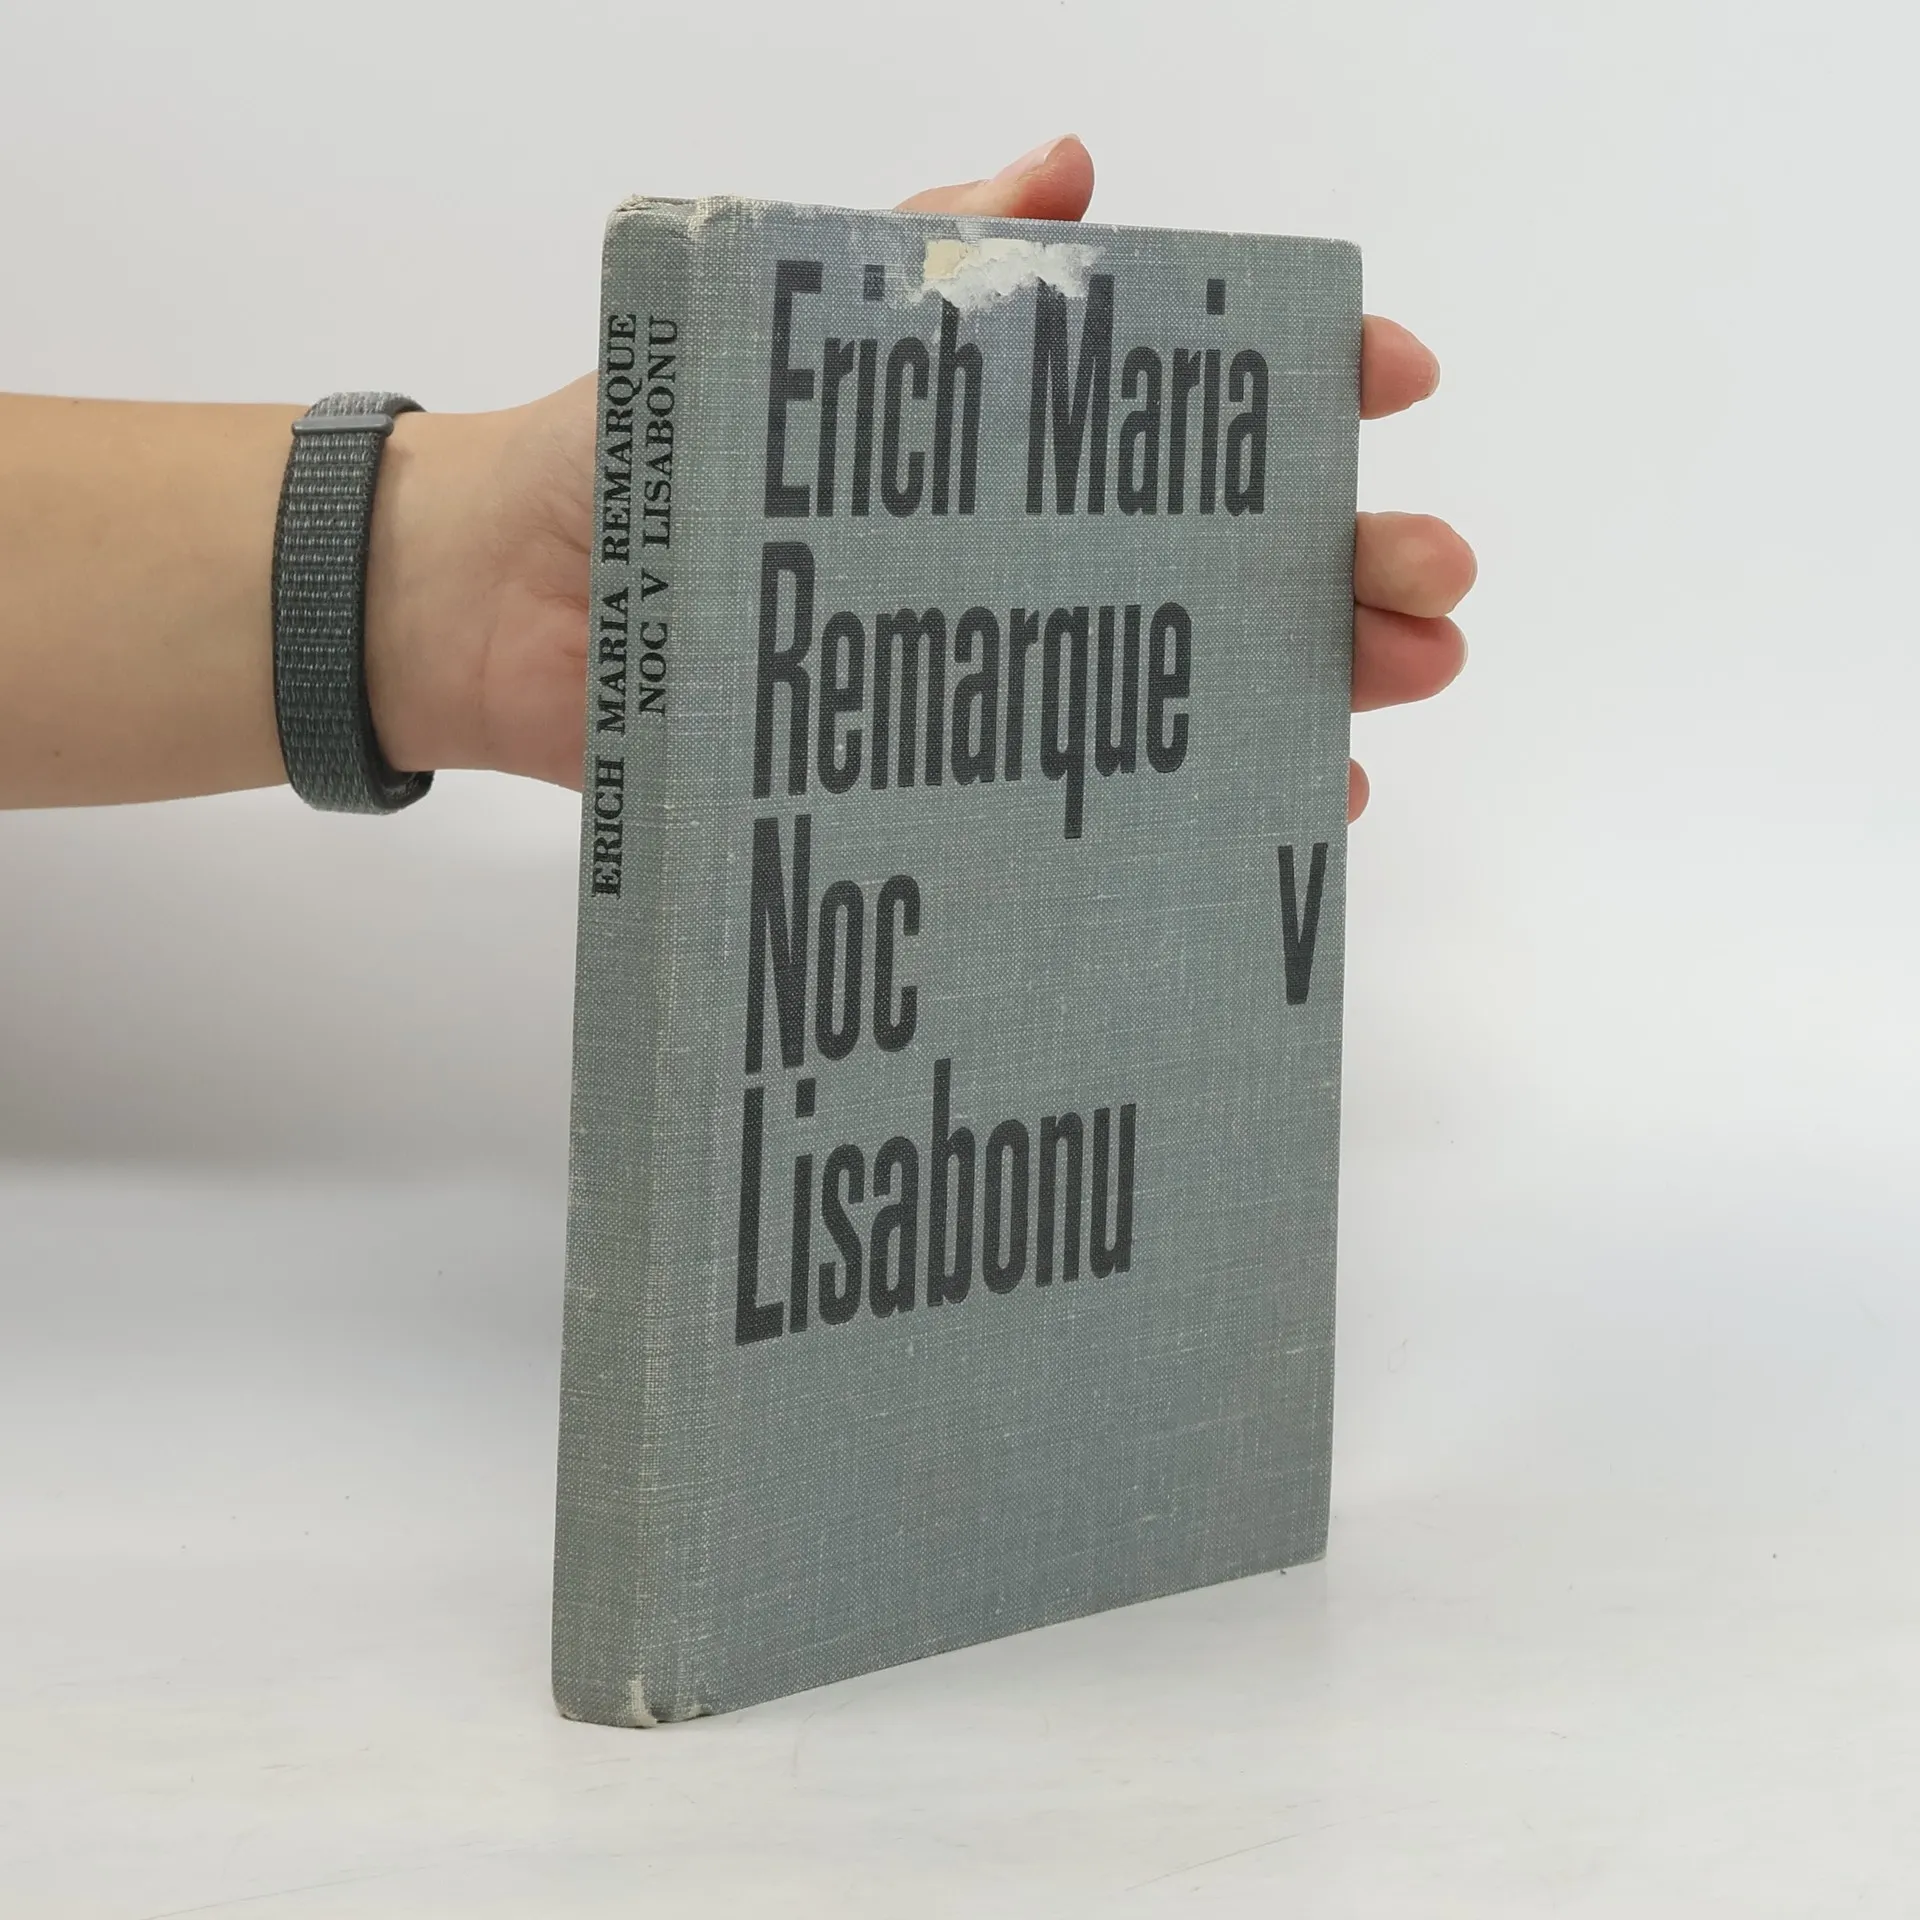 ERICH MARIA REMARQUE
NOC V LISABONU
Erich Maria
Remarque
Noc v
Lisabonu